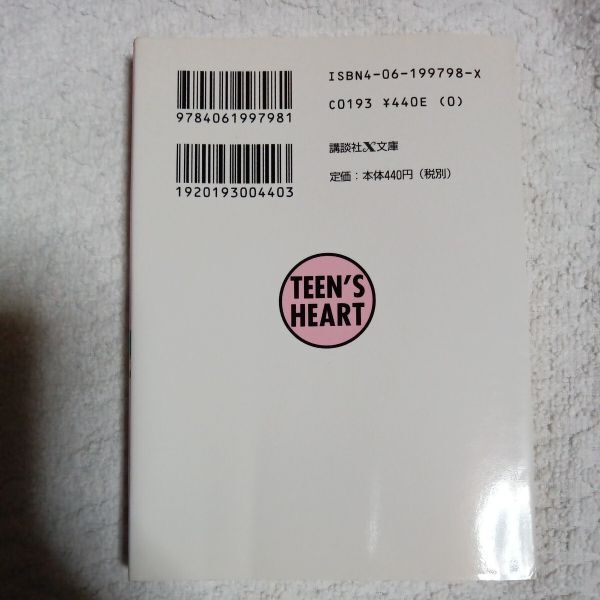 ISBN4-06-199798-X
C0193 ¥440E (0)
9784061997981
1920193004403
講談社X文庫
定価：本体440円（税別）
TEEN'S
HEART